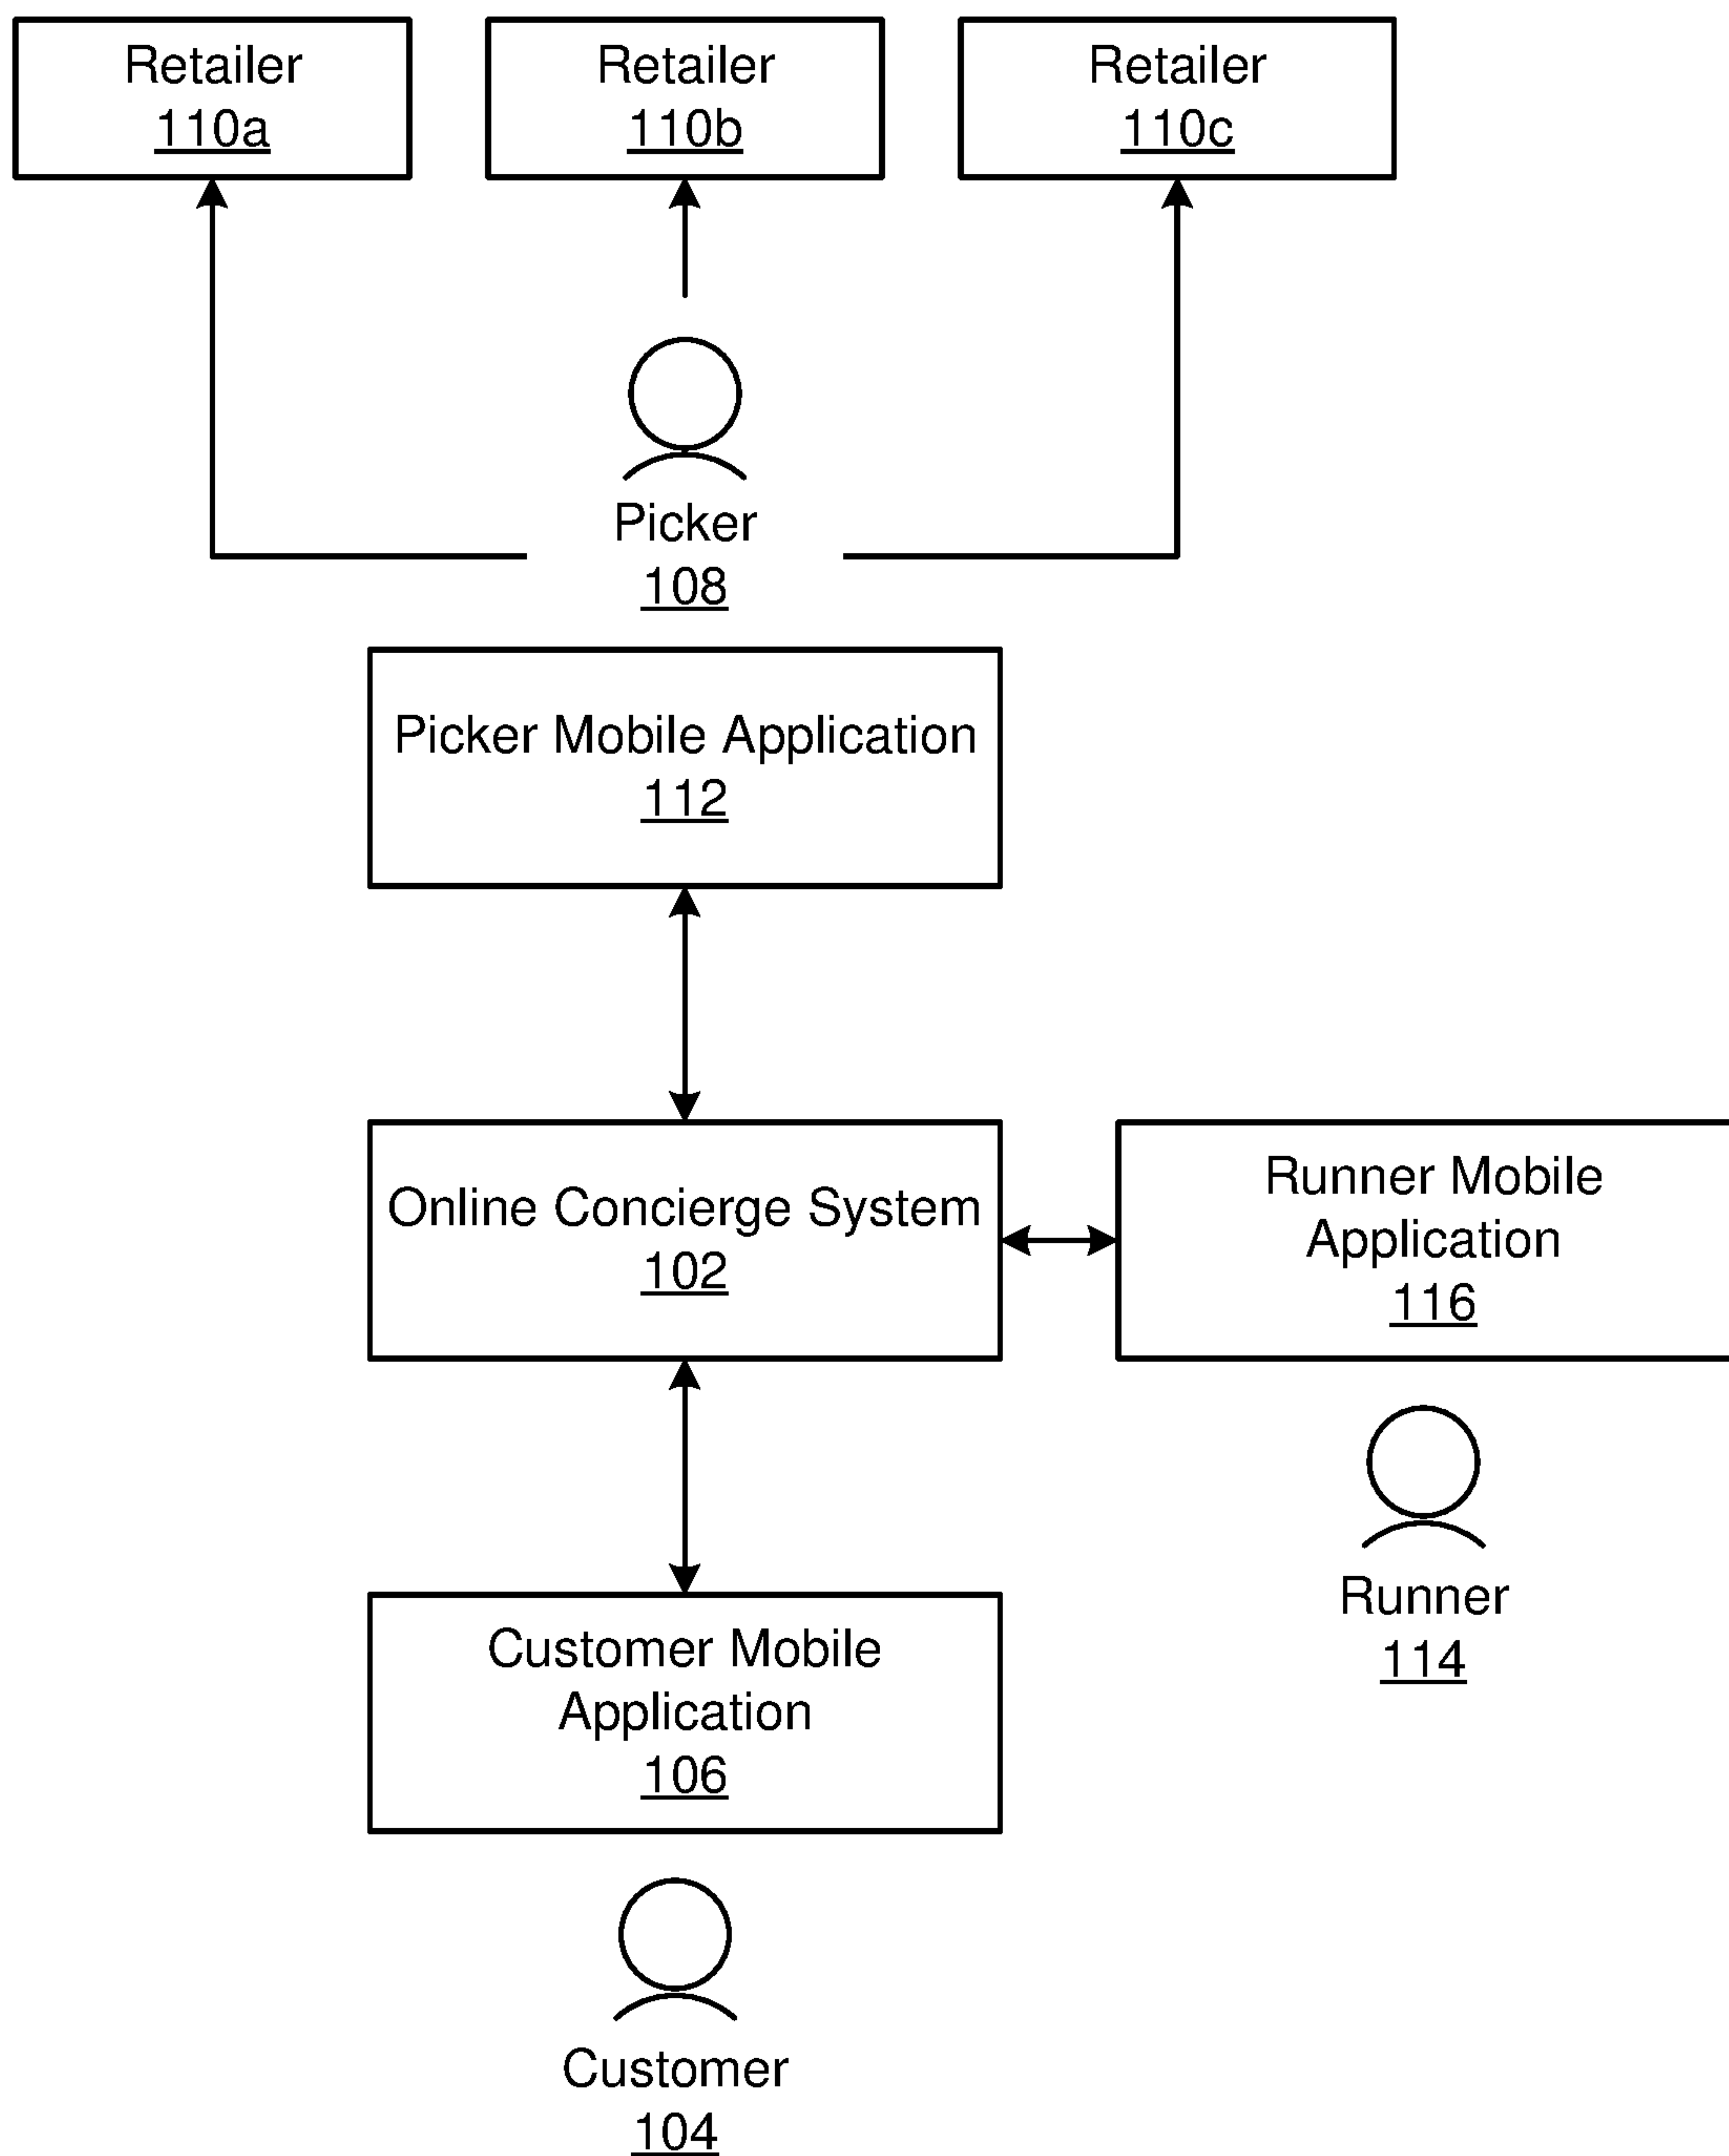 Retailer
110a
Retailer
110b
Retailer
110c
Picker
108
Picker Mobile Application
112
Online Concierge System
102
Runner Mobile
Application
116
Runner
114
Customer Mobile
Application
106
Customer
104